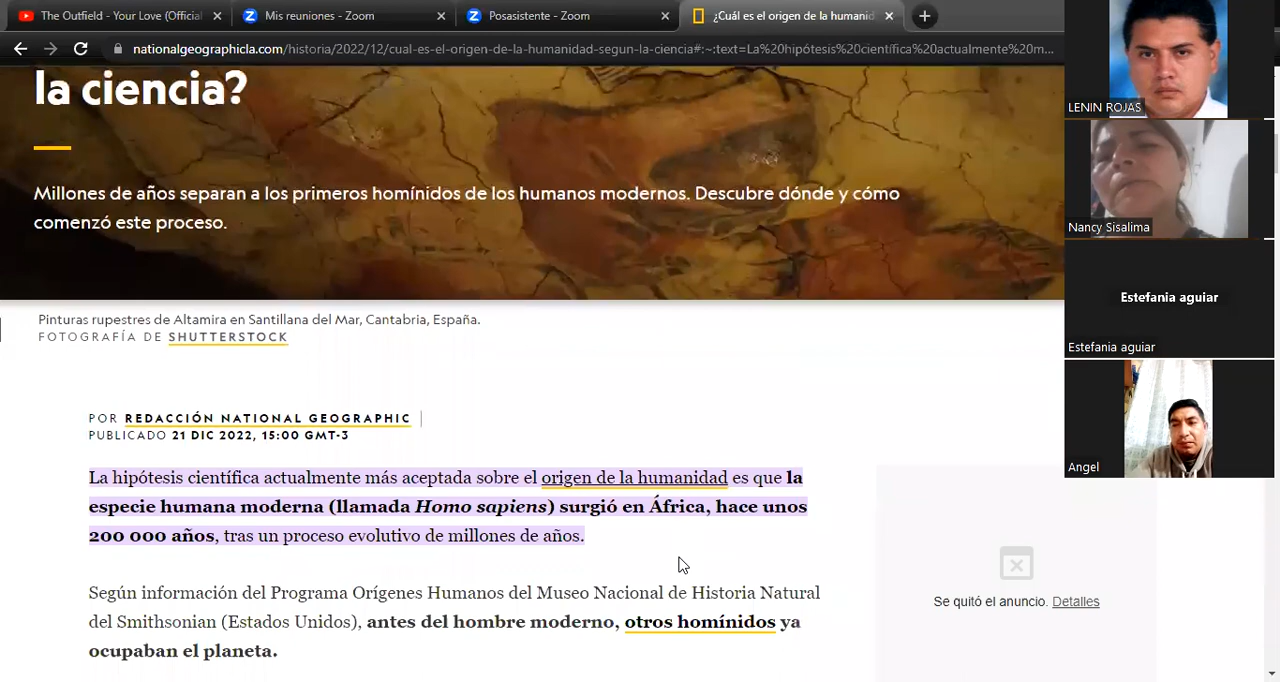 The Outfield - Your Love (Official
Mis reuniones - Zoom
Posasistente - Zoom
¿Cuál es el origen de la humanid
nationalgeographicla.com/historia/2022/12/cual-es-el-origen-de-la-humanidad-segun-la-ciencia#:~:text=La%20hipótesis%20científica%20actualmente%20m...
la ciencia?
Millones de años separan a los primeros homínidos de los humanos modernos. Descubre dónde y cómo
comenzó este proceso.
Pinturas rupestres de Altamira en Santillana del Mar, Cantabria, España.
FOTOGRAFÍA DE SHUTTERSTOCK
POR REDACCIÓN NATIONAL GEOGRAPHIC
PUBLICADO 21 DIC 2022, 15:00 GMT-3
La hipótesis científica actualmente más aceptada sobre el origen de la humanidad es que la
especie humana moderna (llamada Homo sapiens) surgió en África, hace unos
200 000 años, tras un proceso evolutivo de millones de años.
Según información del Programa Orígenes Humanos del Museo Nacional de Historia Natural
del Smithsonian (Estados Unidos), antes del hombre moderno, otros homínidos ya
ocupaban el planeta.
Se quitó el anuncio. Detalles
LENIN ROJAS
Nancy Sisalima
Estefania aguiar
Estefania aguiar
Angel